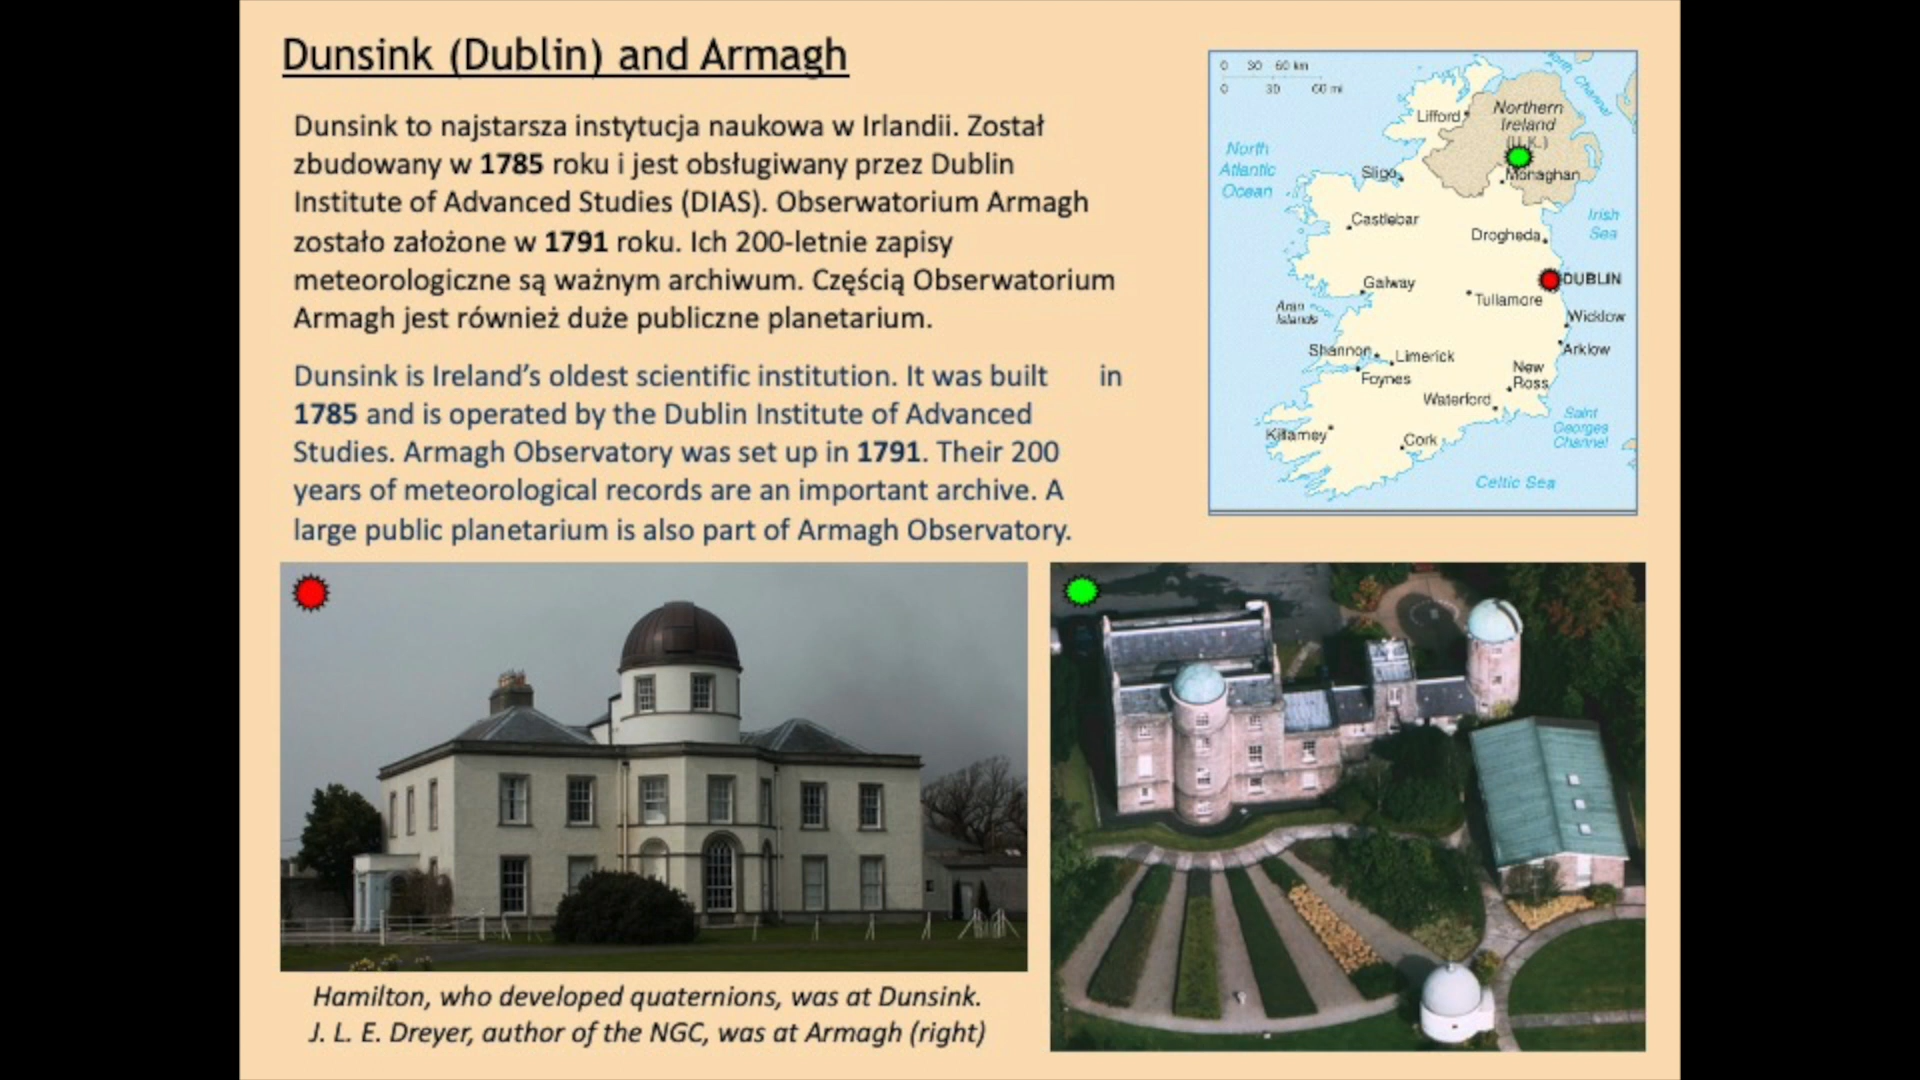 Dunsink (Dublin) and Armagh
Dunsink to najstarsza instytucja naukowa w Irlandii. Został
zbudowany w 1785 roku i jest obsługiwany przez Dublin
Institute of Advanced Studies (DIAS). Obserwatorium Armagh
zostało założone w 1791 roku. Ich 200-letnie zapisy
meteorologiczne są ważnym archiwum. Częścią Obserwatorium
Armagh jest również duże publiczne planetarium.
Dunsink is Ireland’s oldest scientific institution. It was built in
1785 and is operated by the Dublin Institute of Advanced
Studies. Armagh Observatory was set up in 1791. Their 200
years of meteorological records are an important archive. A
large public planetarium is also part of Armagh Observatory.
0 30 60 km
0 30 60 mi
North Channel
Northern
Ireland
(U.K.)
Lifford
North
Atlantic
Ocean
Sligo
Monaghan
Castlebar
Irish
Sea
Drogheda
DUBLIN
Galway
Tullamore
Aran
Islands
Wicklow
Shannon
Limerick
Arklow
Foynes
New
Ross
Waterford
Saint
Georges
Channel
Killarney
Cork
Celtic Sea
Hamilton, who developed quaternions, was at Dunsink.
J. L. E. Dreyer, author of the NGC, was at Armagh (right)